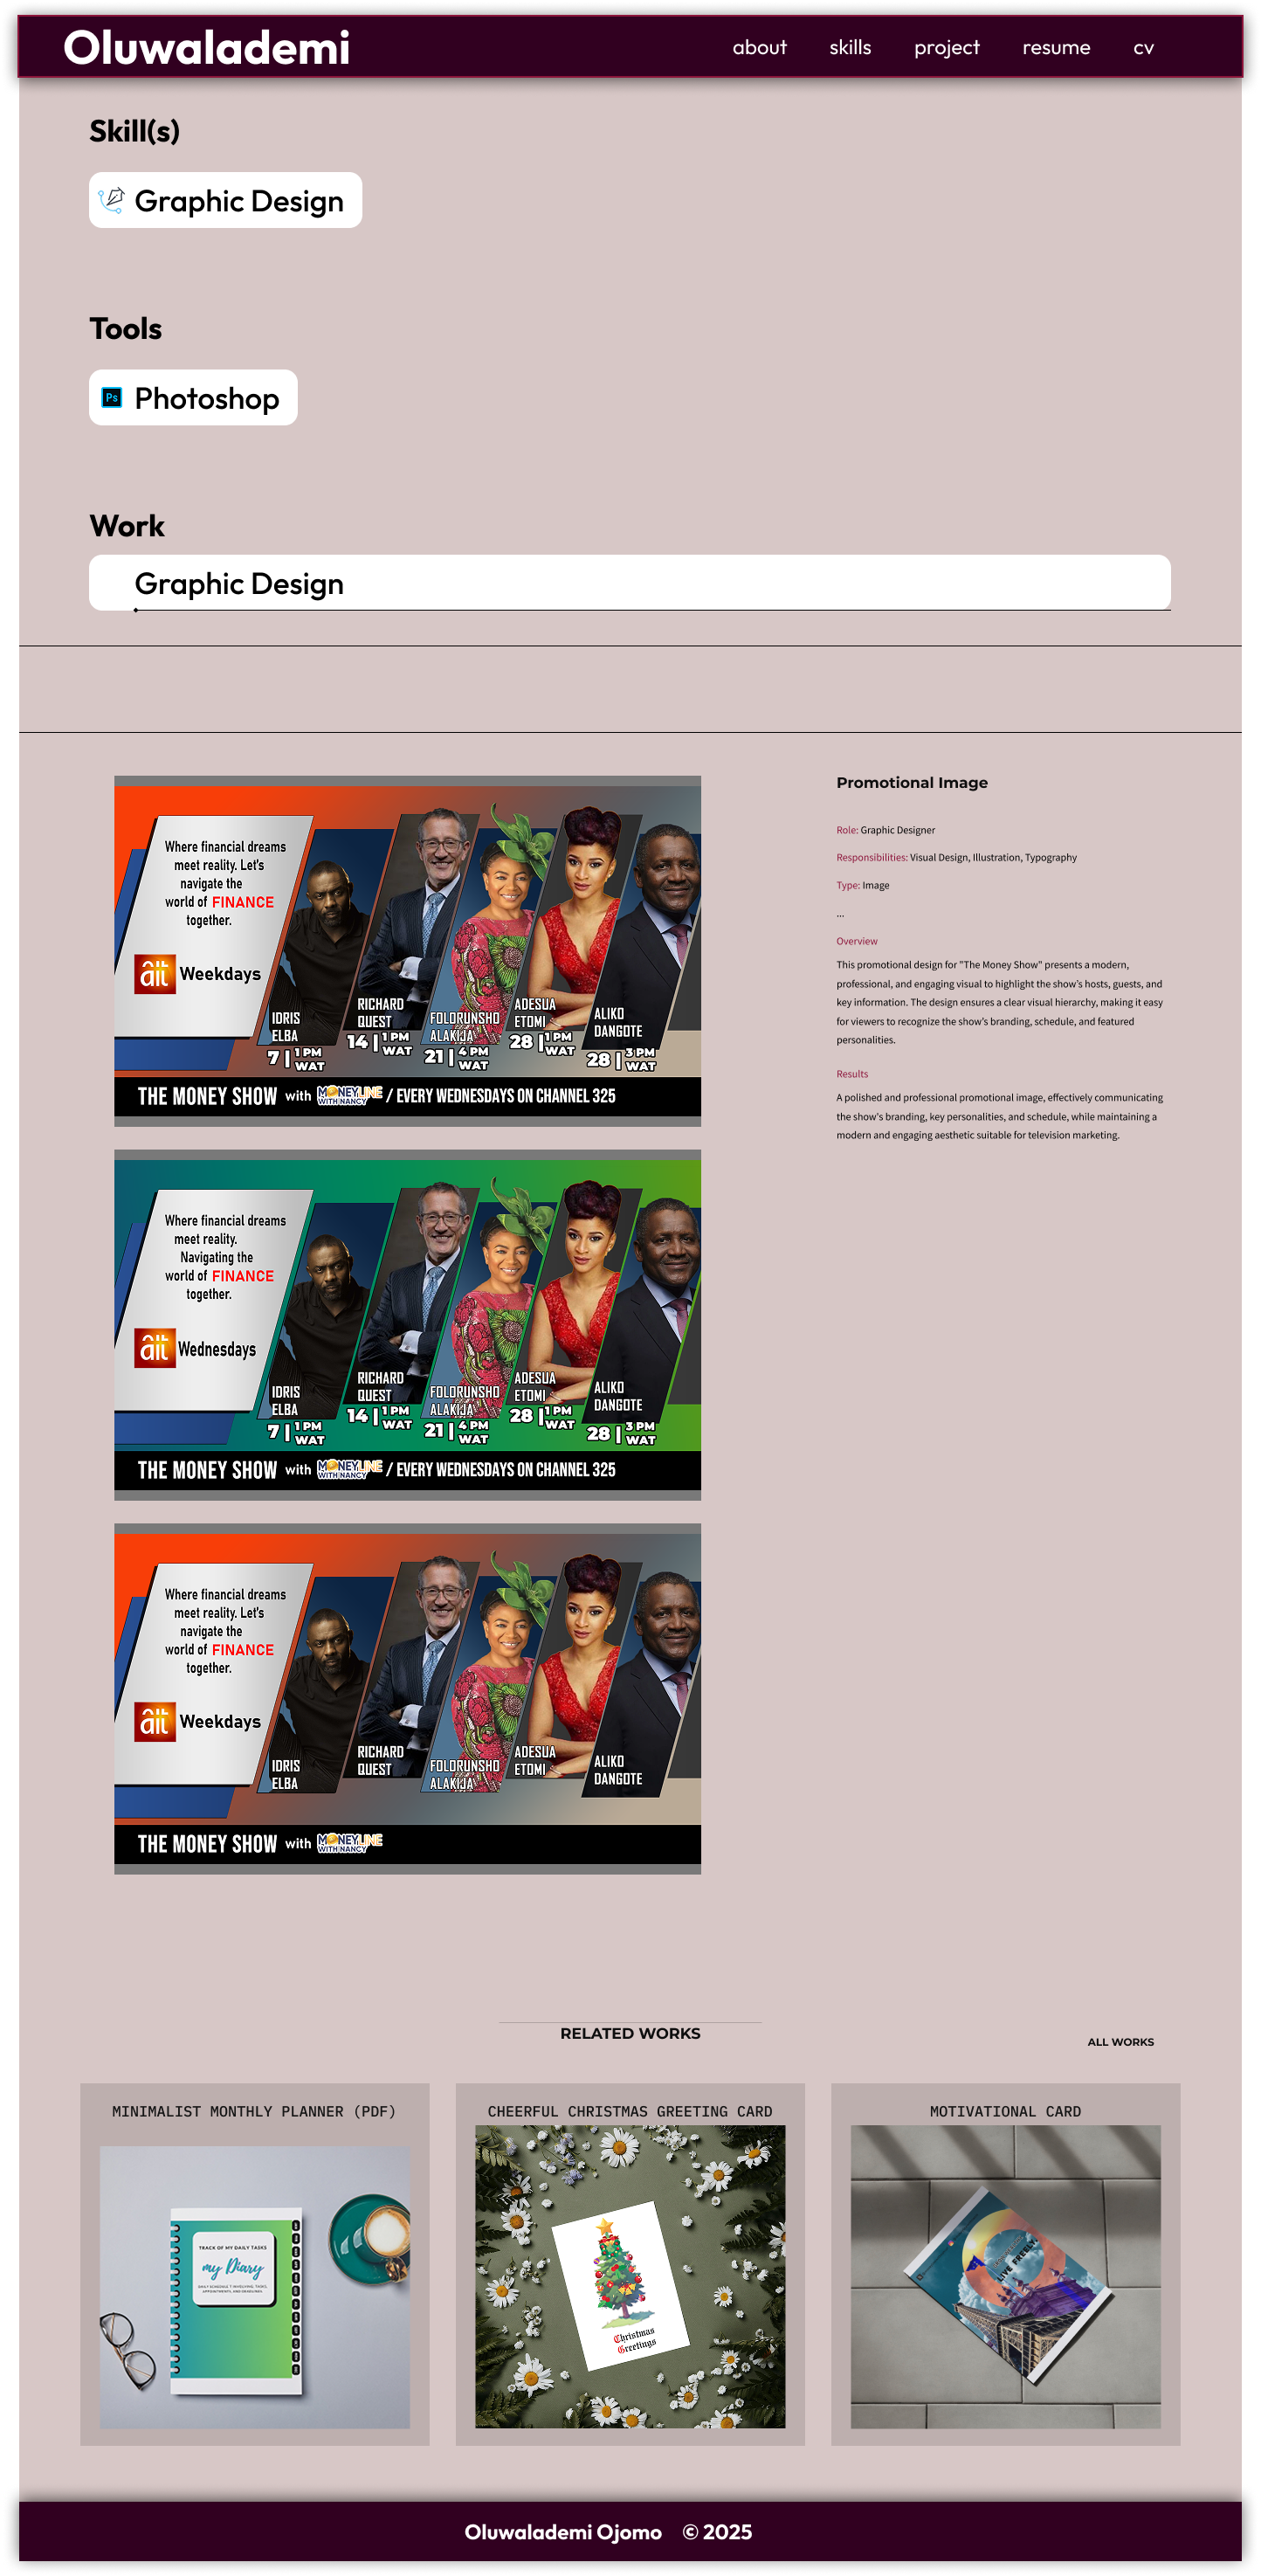 Oluwalademi
about skills project resume cv
Skill(s)
Graphic Design
Tools
Ps Photoshop
Work
Graphic Design
Promotional Image
Role: Graphic Designer
Responsibilities: Visual Design, Illustration, Typography
Type: Image
...
Overview
This promotional design for "The Money Show" presents a modern,
professional, and engaging visual to highlight the show's hosts, guests, and
key information. The design ensures a clear visual hierarchy, making it easy
for viewers to recognize the show's branding, schedule, and featured
personalities.
Results
A polished and professional promotional image, effectively communicating
the show's branding, key personalities, and schedule, while maintaining a
modern and engaging aesthetic suitable for television marketing.
Where financial dreams
meet reality. Let's
navigate the
world of FINANCE
together.
ait Weekdays
IDRIS
ELBA
7 | 1 PM
WAT
RICHARD
QUEST
14 | 1 PM
WAT
FOLORUNSHO
ALAKIJA
21 | 4 PM
WAT
ADESUA
ETOMI
28 | 1 PM
WAT
ALIKO
DANGOTE
28 | 3 PM
WAT
THE MONEY SHOW with MONEYLINE WITH NANCY / EVERY WEDNESDAYS ON CHANNEL 325
Where financial dreams
meet reality.
Navigating the
world of FINANCE
together.
ait Wednesdays
IDRIS
ELBA
7 | 1 PM
WAT
RICHARD
QUEST
14 | 1 PM
WAT
FOLORUNSHO
ALAKIJA
21 | 4 PM
WAT
ADESUA
ETOMI
28 | 1 PM
WAT
ALIKO
DANGOTE
28 | 3 PM
WAT
THE MONEY SHOW with MONEYLINE WITH NANCY / EVERY WEDNESDAYS ON CHANNEL 325
Where financial dreams
meet reality. Let's
navigate the
world of FINANCE
together.
ait Weekdays
IDRIS
ELBA
RICHARD
QUEST
FOLORUNSHO
ALAKIJA
ADESUA
ETOMI
ALIKO
DANGOTE
THE MONEY SHOW with MONEYLINE WITH NANCY
RELATED WORKS
ALL WORKS
MINIMALIST MONTHLY PLANNER (PDF)
TRACK OF MY DAILY TASKS
my Diary
CHEERFUL CHRISTMAS GREETING CARD
Christmas
Greetings
MOTIVATIONAL CARD
LIVE FREELY
Oluwalademi Ojomo © 2025